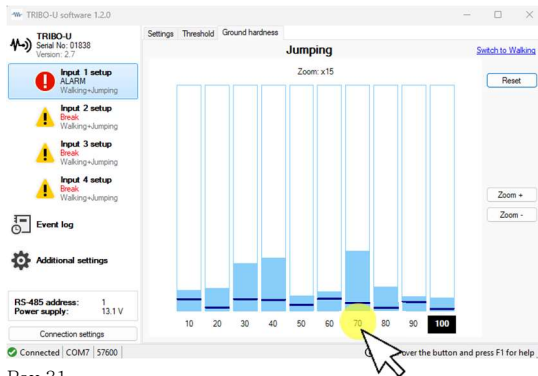 TRIBO-U software 1.2.0
TRIBO-U
Serial No: 01838
Version: 2.7
Input 1 setup
ALARM
Walking+Jumping
Input 2 setup
Break
Walking+Jumping
Input 3 setup
Break
Walking+Jumping
Input 4 setup
Break
Walking+Jumping
Event log
Additional settings
RS-485 address: 1
Power supply: 13.1 V
Connection settings
Settings Threshold Ground hardness
Jumping
Switch to Walking
Zoom: x15
Reset
Zoom +
Zoom -
10 20 30 40 50 60 70 80 90 100
Connected COM7 57600
over the button and press F1 for help